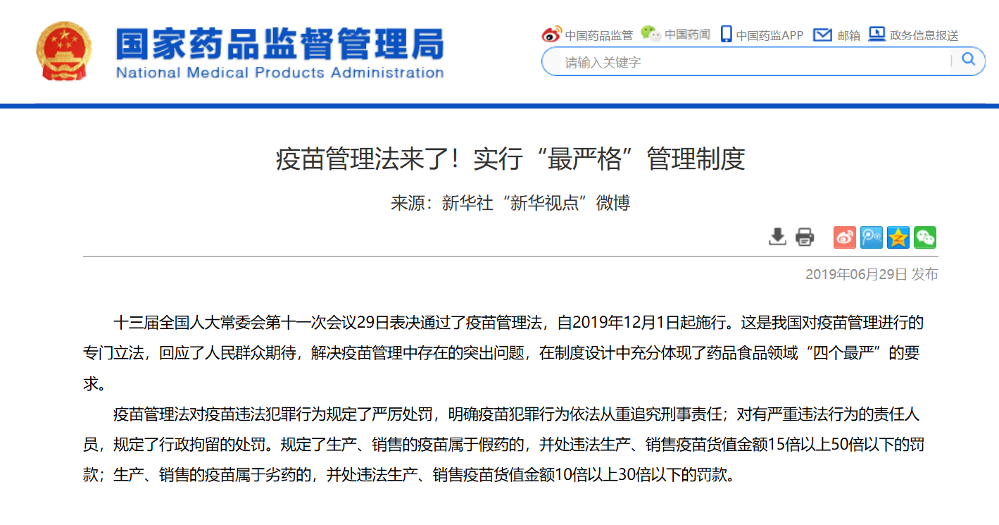 国家药品监督管理局
National Medical Products Administration
中国药品监管 中国药闻 中国药监APP 邮箱 政务信息报送
请输入关键字
疫苗管理法来了！实行“最严格”管理制度
来源：新华社“新华视点”微博
2019年06月29日 发布
十三届全国人大常委会第十一次会议29日表决通过了疫苗管理法，自2019年12月1日起施行。这是我国对疫苗管理进行的
专门立法，回应了人民群众期待，解决疫苗管理中存在的突出问题，在制度设计中充分体现了药品食品领域“四个最严”的要
求。
疫苗管理法对疫苗违法犯罪行为规定了严厉处罚，明确疫苗犯罪行为依法从重追究刑事责任；对有严重违法行为的责任人
员，规定了行政拘留的处罚。规定了生产、销售的疫苗属于假药的，并处违法生产、销售疫苗货值金额15倍以上50倍以下的罚
款；生产、销售的疫苗属于劣药的，并处违法生产、销售疫苗货值金额10倍以上30倍以下的罚款。